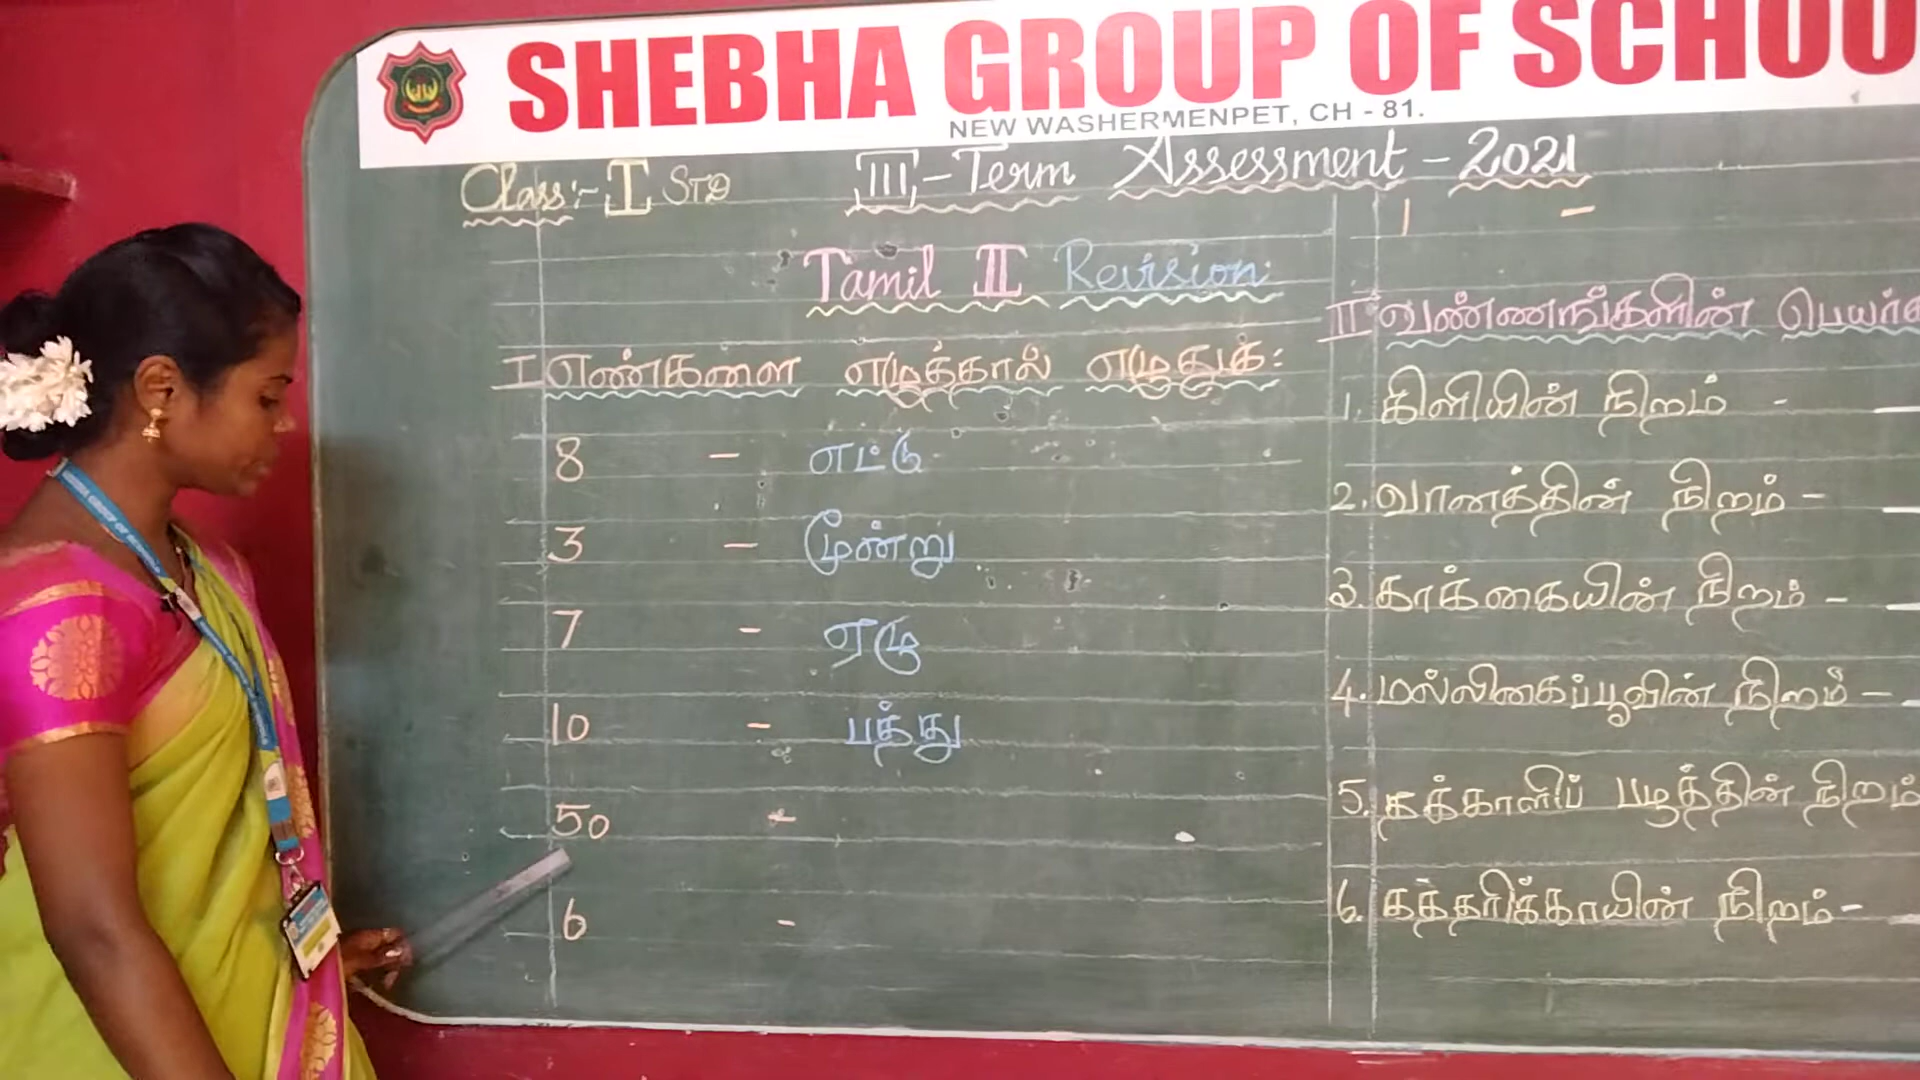 SHEBHA GROUP OF SCHOO
NEW WASHERMENPET, CH - 81.
Class:- I STD
III - Term Assessment - 2021
Tamil II Revision
I எண்களை எழுத்தால் எழுதுக:
8 - எட்டு
3 - மூன்று
7 - ஏழு
10 - பத்து
50 -
6 -
II வண்ணங்களின் பெயர்க
1. கிளியின் நிறம் -
2. வானத்தின் நிறம் -
3. காக்கையின் நிறம் -
4. மல்லிகைப்பூவின் நிறம் -
5. தக்காளிப் பழத்தின் நிறம்
6. கத்தரிக்காயின் நிறம் -